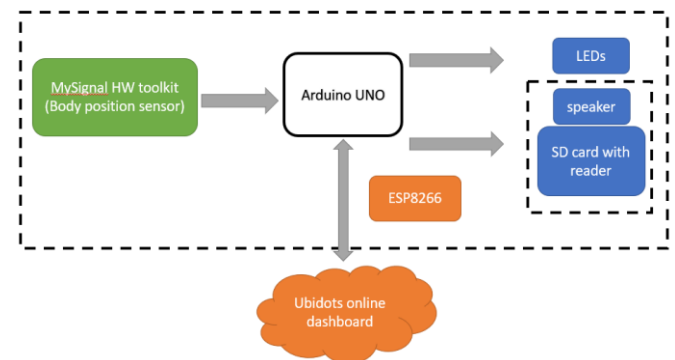 MySignal HW toolkit
(Body position sensor)
Arduino UNO
LEDs
speaker
SD card with
reader
ESP8266
Ubidots online
dashboard